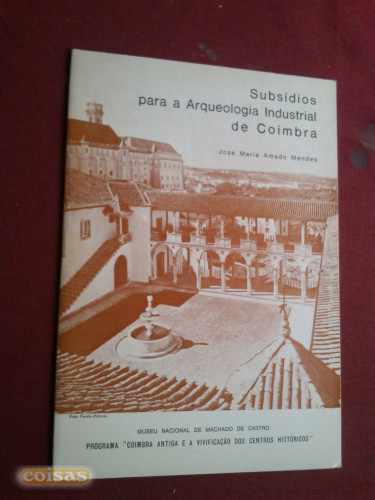 Subsídios
para a Arqueologia Industrial
de Coimbra
José Maria Amado Mendes
MUSEU NACIONAL DE MACHADO DE CASTRO
PROGRAMA "COIMBRA ANTIGA E A VIVIFICAÇÃO DOS CENTROS HISTÓRICOS"
coisas